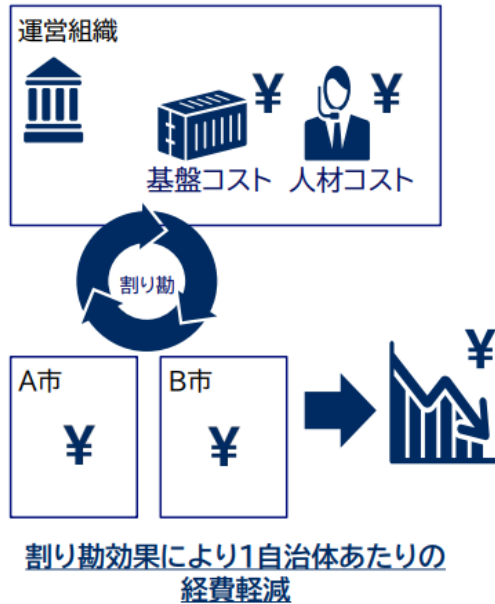 運営組織
¥ ¥
基盤コスト 人材コスト
割り勘
A市 B市
¥
¥ ¥
割り勘効果により1自治体あたりの
経費軽減